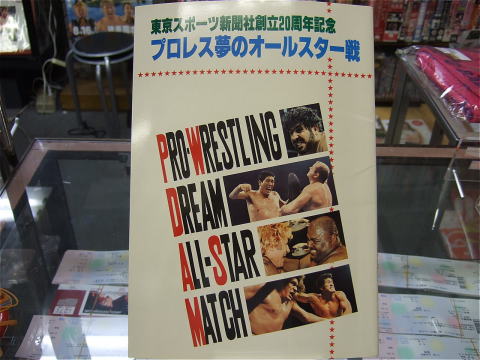 東京スポーツ新聞社創立20周年記念
プロレス夢のオールスター戦
PRO-WRESTLING
DREAM
ALL-STAR
MATCH